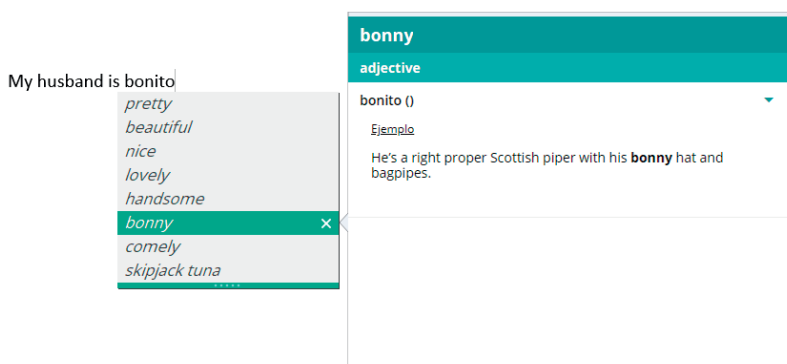 My husband is bonito
pretty
beautiful
nice
lovely
handsome
bonny
comely
skipjack tuna
bonny
adjective
bonito ()
Ejemplo
He's a right proper Scottish piper with his bonny hat and
bagpipes.